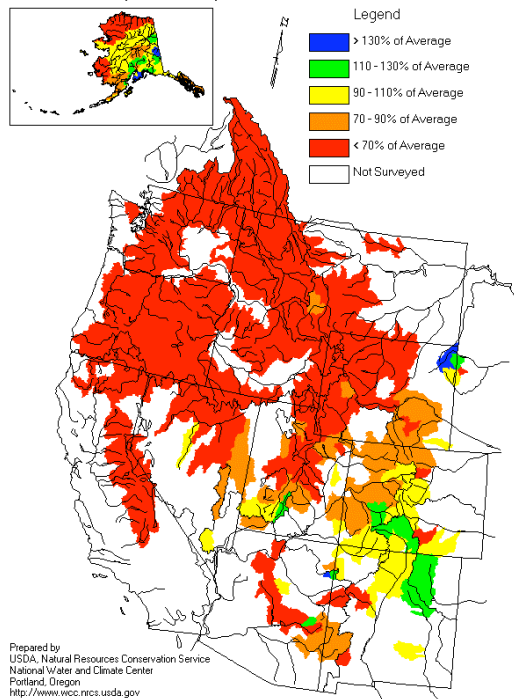 Legend
> 130% of Average
110 - 130% of Average
90 - 110% of Average
70 - 90% of Average
< 70% of Average
Not Surveyed
Prepared by
USDA, Natural Resources Conservation Service
National Water and Climate Center
Portland, Oregon
http://www.wcc.nrcs.usda.gov